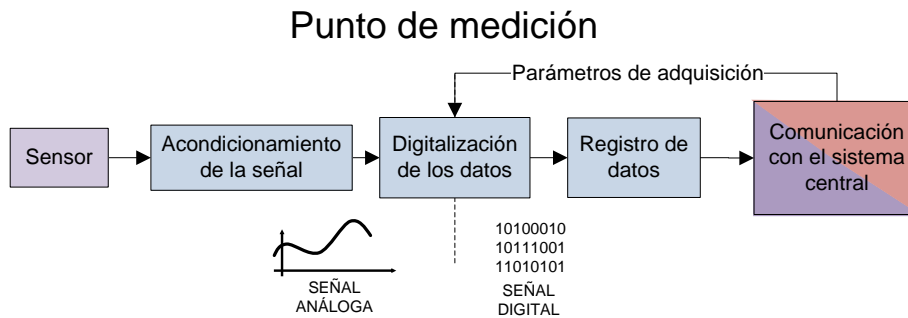 Punto de medición
Parámetros de adquisición
Sensor
Acondicionamiento
de la señal
Digitalización
de los datos
Registro de
datos
Comunicación
con el sistema
central
SEÑAL
ANÁLOGA
10100010
10111001
11010101
SEÑAL
DIGITAL